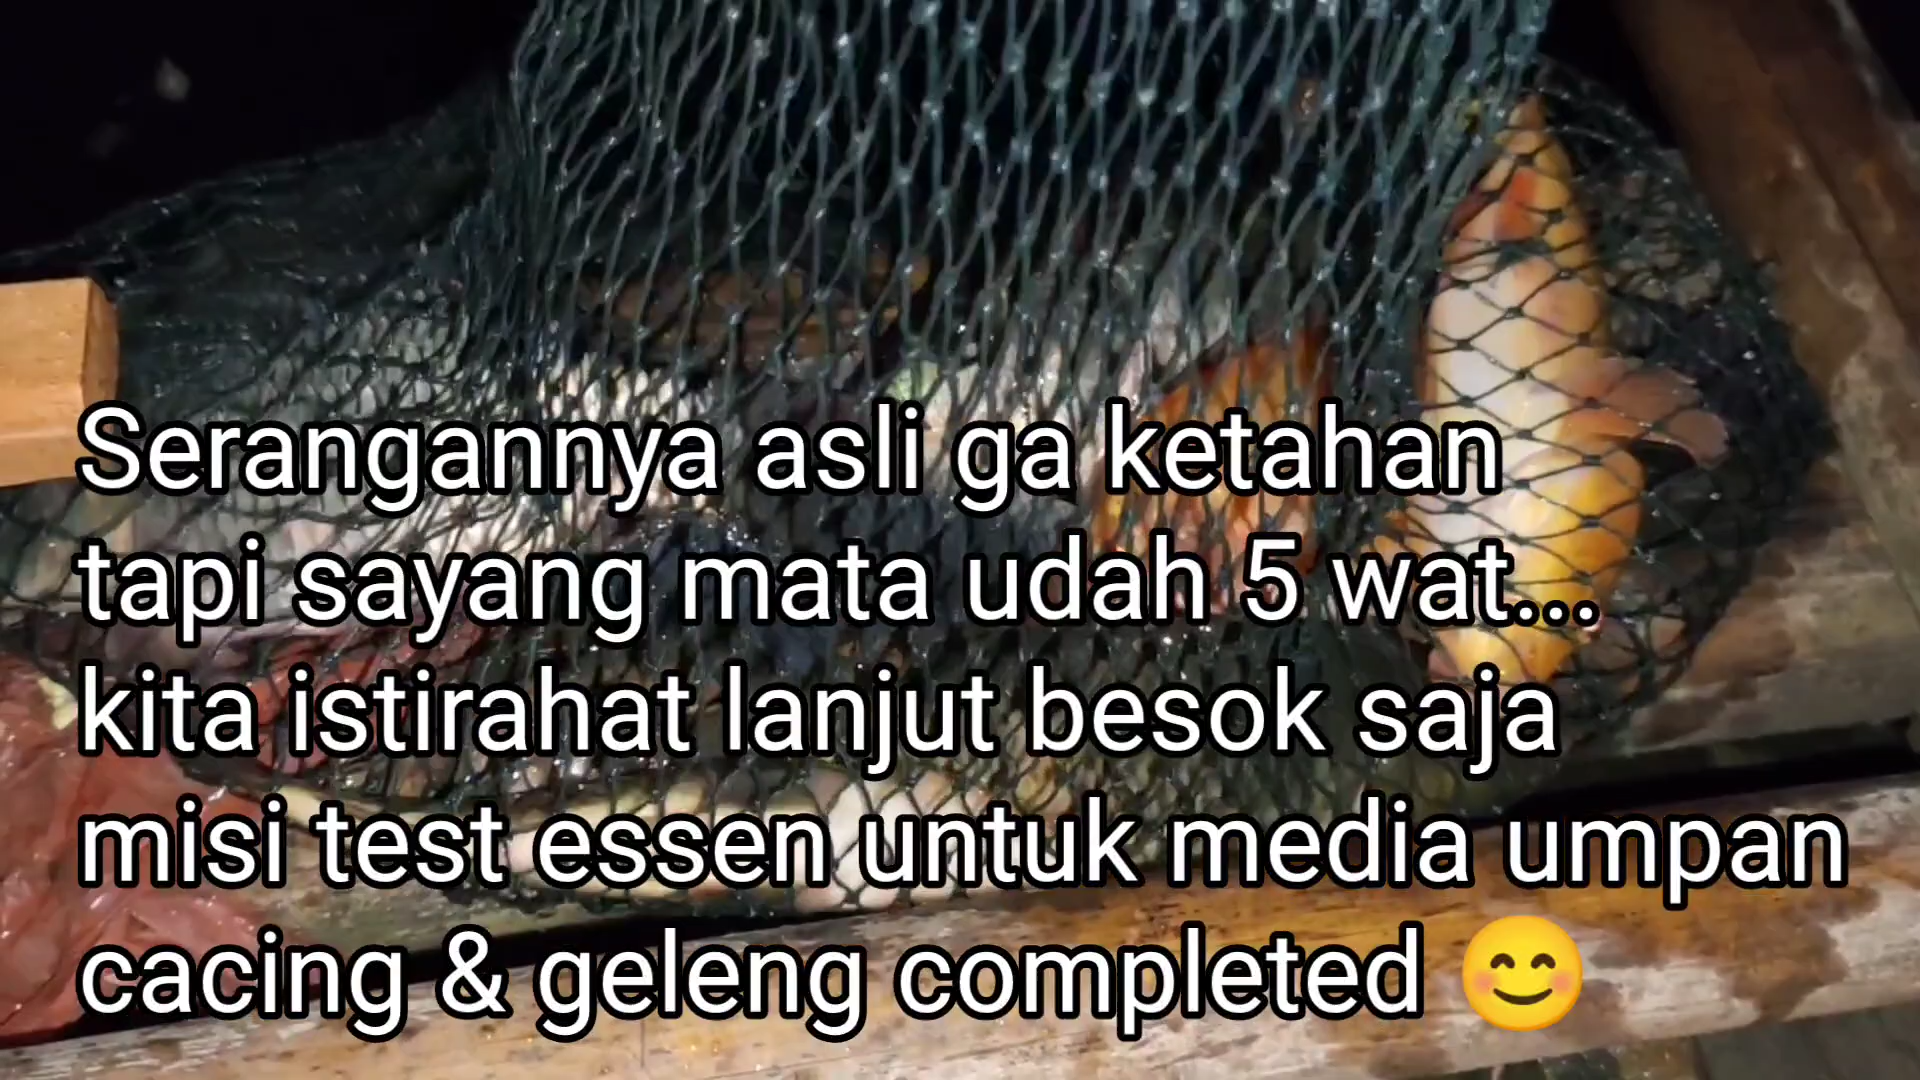 Serangannya asli ga ketahan
tapi sayang mata udah 5 wat...
kita istirahat lanjut besok saja
misi test essen untuk media umpan
cacing & geleng completed 😊